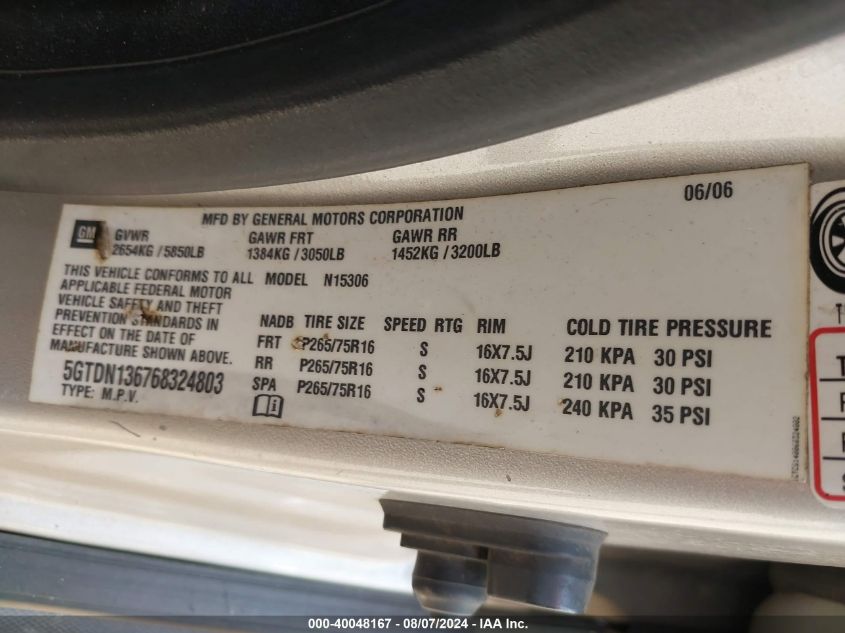 06/06
MFD BY GENERAL MOTORS CORPORATION
GM
GVWR GAWR FRT GAWR RR
2654KG / 5850LB 1384KG / 3050LB 1452KG / 3200LB
THIS VEHICLE CONFORMS TO ALL MODEL N15306
APPLICABLE FEDERAL MOTOR
VEHICLE SAFETY AND THEFT
PREVENTION STANDARDS IN
EFFECT ON THE DATE OF
MANUFACTURE SHOWN ABOVE.
5GTDN136768324803
TYPE: M.P.V.
NADB TIRE SIZE SPEED RTG RIM COLD TIRE PRESSURE
FRT P265/75R16 S 16X7.5J 210 KPA 30 PSI
RR P265/75R16 S 16X7.5J 210 KPA 30 PSI
SPA P265/75R16 S 16X7.5J 240 KPA 35 PSI
000-40048167 - 08/07/2024 - IAA Inc.